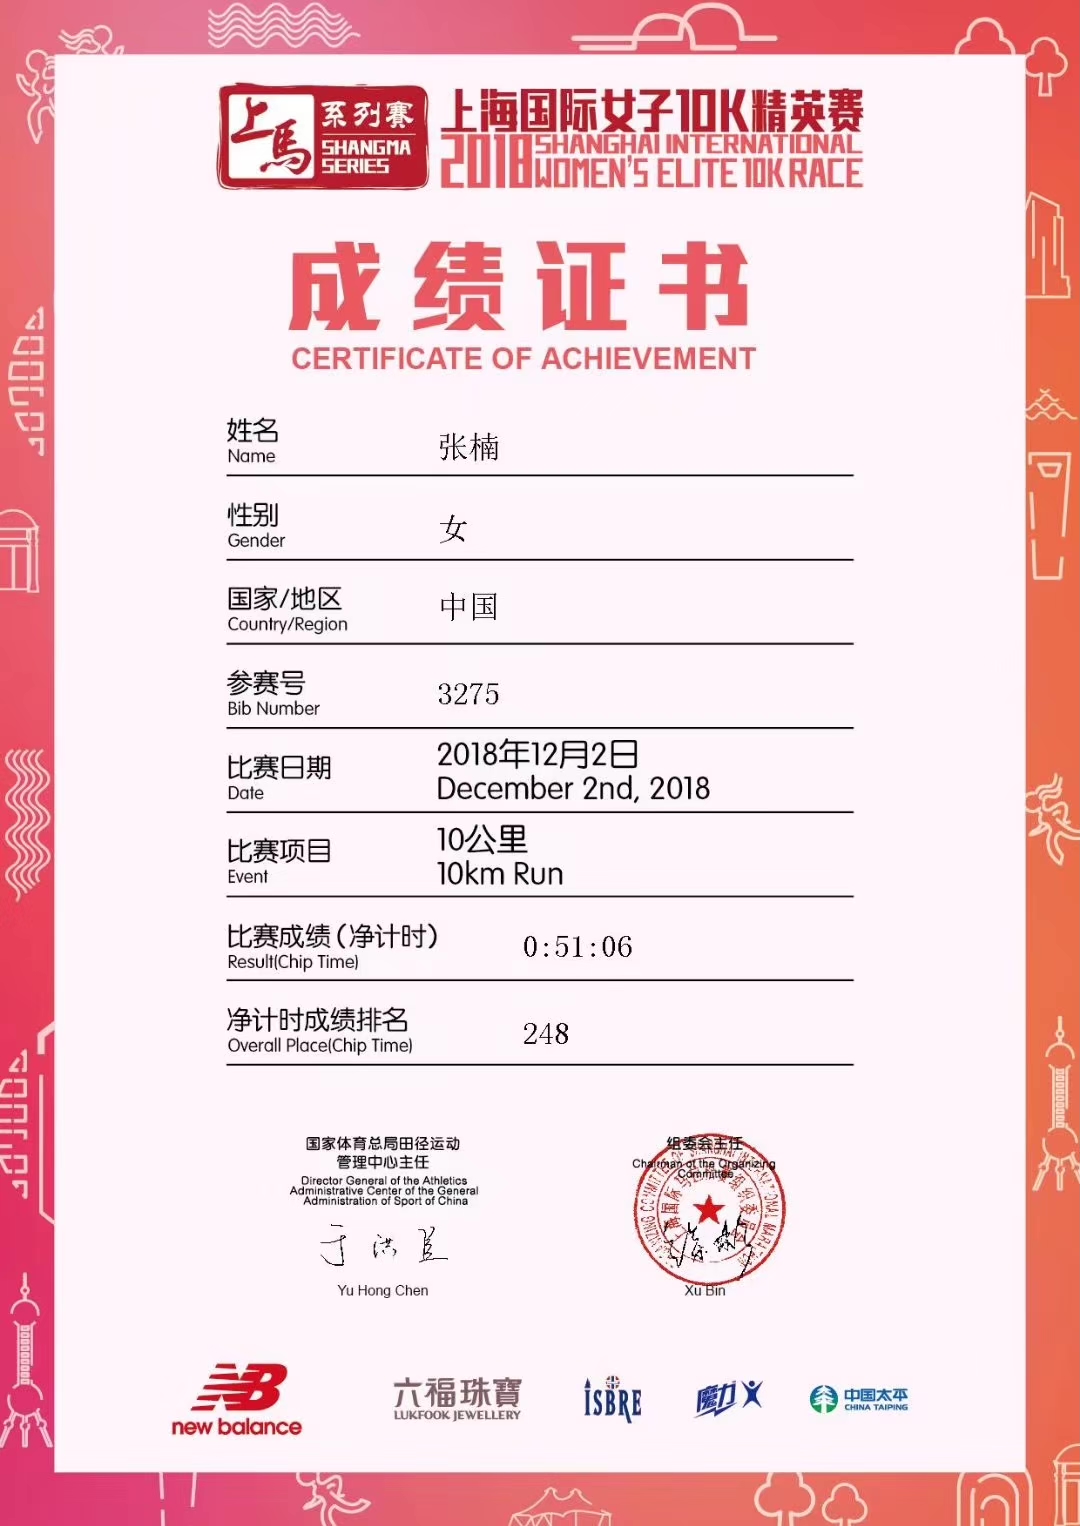 上馬 系列賽
SHANGMA
SERIES
上海国际女子10K精英赛
2018 SHANGHAI INTERNATIONAL
WOMEN'S ELITE 10K RACE
成绩证书
CERTIFICATE OF ACHIEVEMENT
姓名
Name
张楠
性别
Gender
女
国家/地区
Country/Region
中国
参赛号
Bib Number
3275
比赛日期
Date
2018年12月2日
December 2nd, 2018
比赛项目
Event
10公里
10km Run
比赛成绩(净计时)
Result(Chip Time)
0:51:06
净计时成绩排名
Overall Place(Chip Time)
248
国家体育总局田径运动
管理中心主任
Director General of the Athletics
Administrative Center of the General
Administration of Sport of China
于洪臣
Yu Hong Chen
组委会主任
Chairman of the Organizing
Committee
Xu Bin
new balance
六福珠寶
LUKFOOK JEWELLERY
ISBRE
魔力
中国太平
CHINA TAIPING